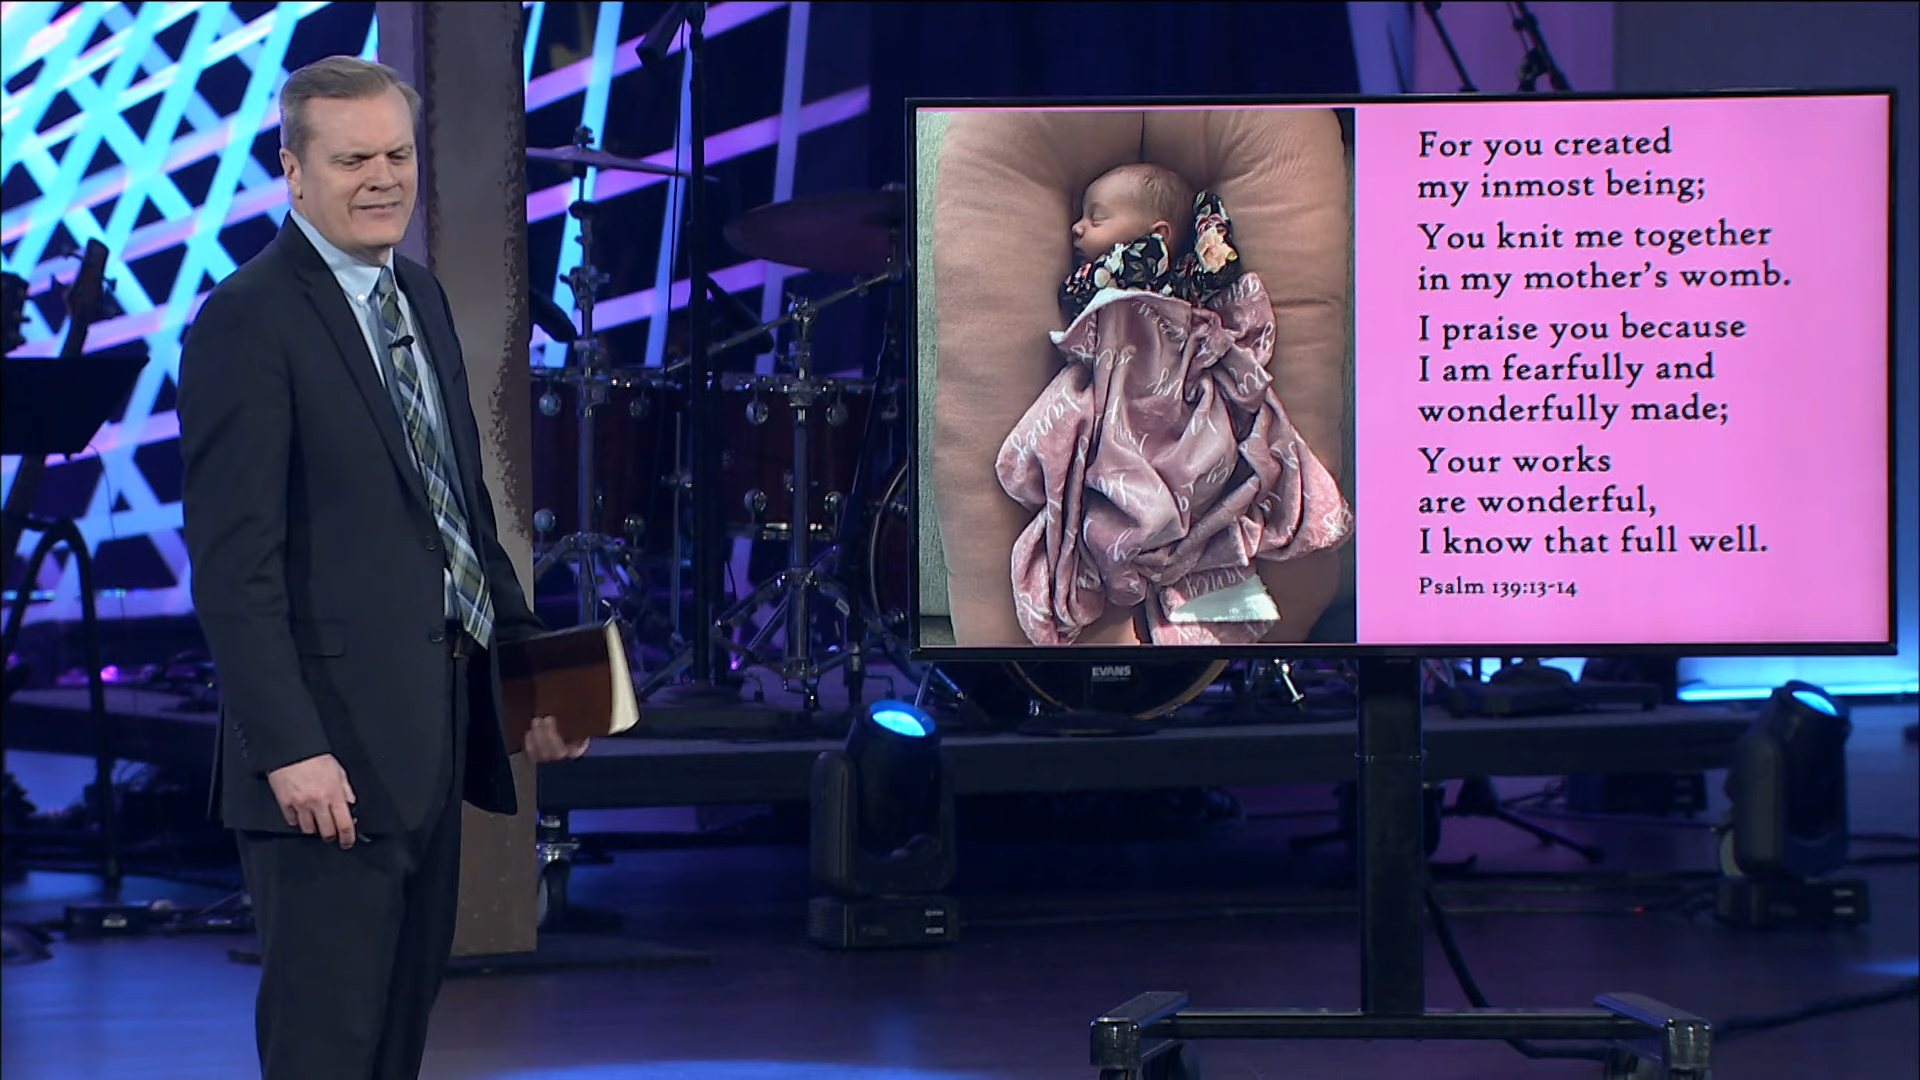 For you created
my inmost being;
You knit me together
in my mother's womb.
I praise you because
I am fearfully and
wonderfully made;
Your works
are wonderful,
I know that full well.
Psalm 139:13-14
EVANS